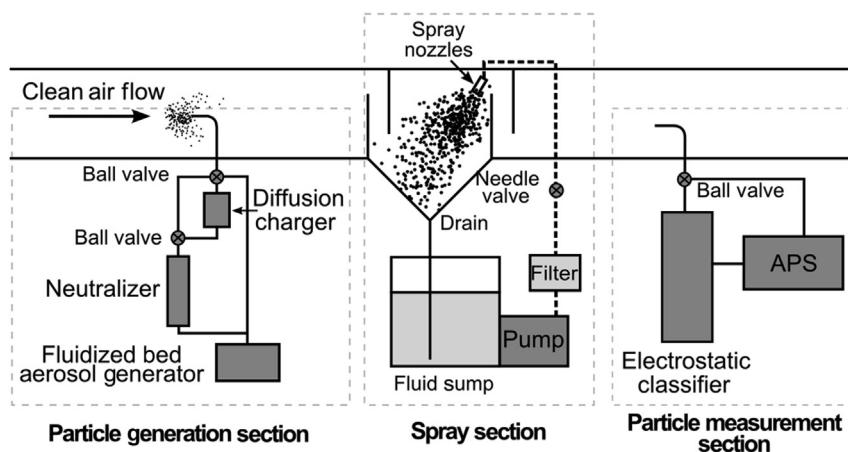 Spray
nozzles
Clean air flow
Ball valve
Diffusion
charger
Ball valve
Neutralizer
Fluidized bed
aerosol generator
Particle generation section
Needle
valve
Drain
Filter
Pump
Fluid sump
Spray section
Ball valve
APS
Electrostatic
classifier
Particle measurement
section